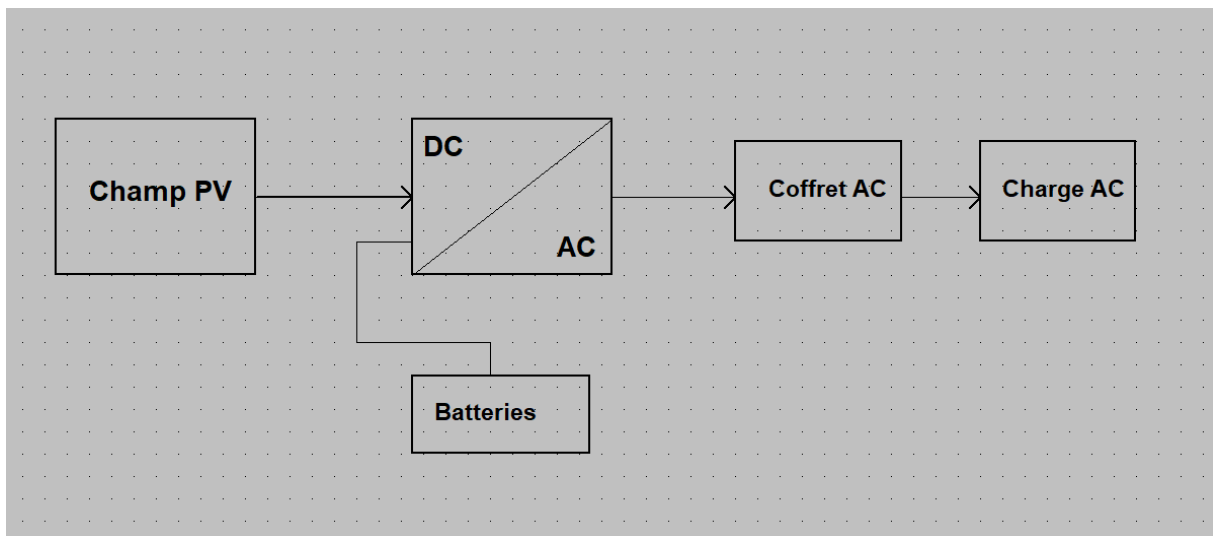 Champ PV
DC
AC
Coffret AC
Charge AC
Batteries